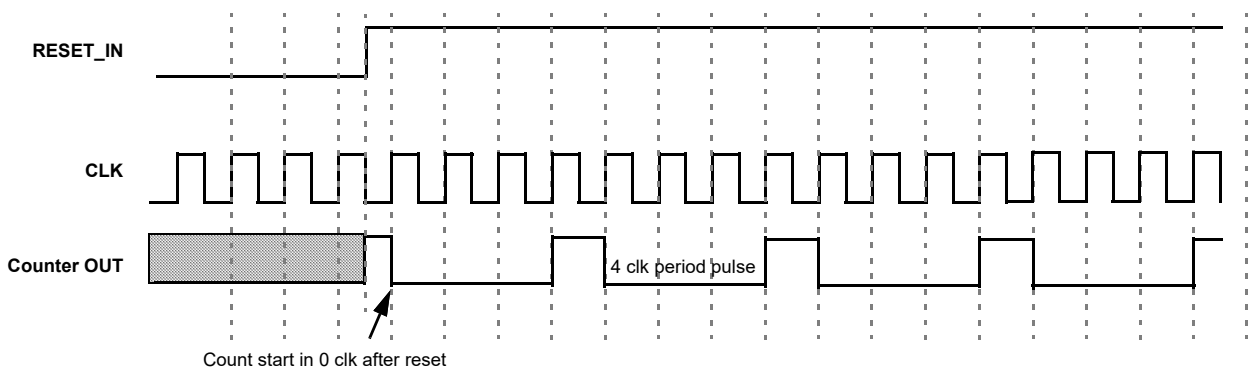 RESET_IN
CLK
Counter OUT
4 clk period pulse
Count start in 0 clk after reset